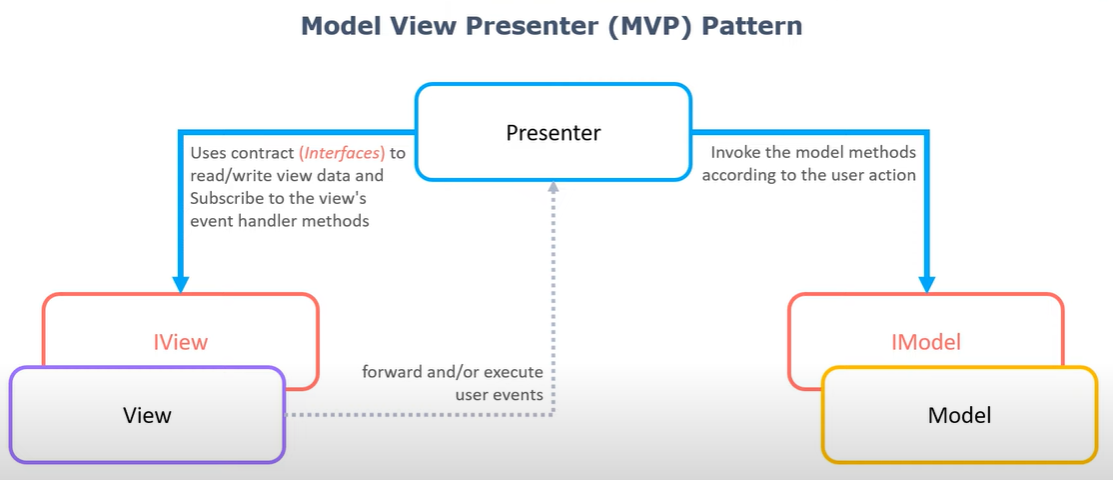 Model View Presenter (MVP) Pattern
Presenter
Uses contract (Interfaces) to
read/write view data and
Subscribe to the view's
event handler methods
Invoke the model methods
according to the user action
IView
View
forward and/or execute
user events
IModel
Model